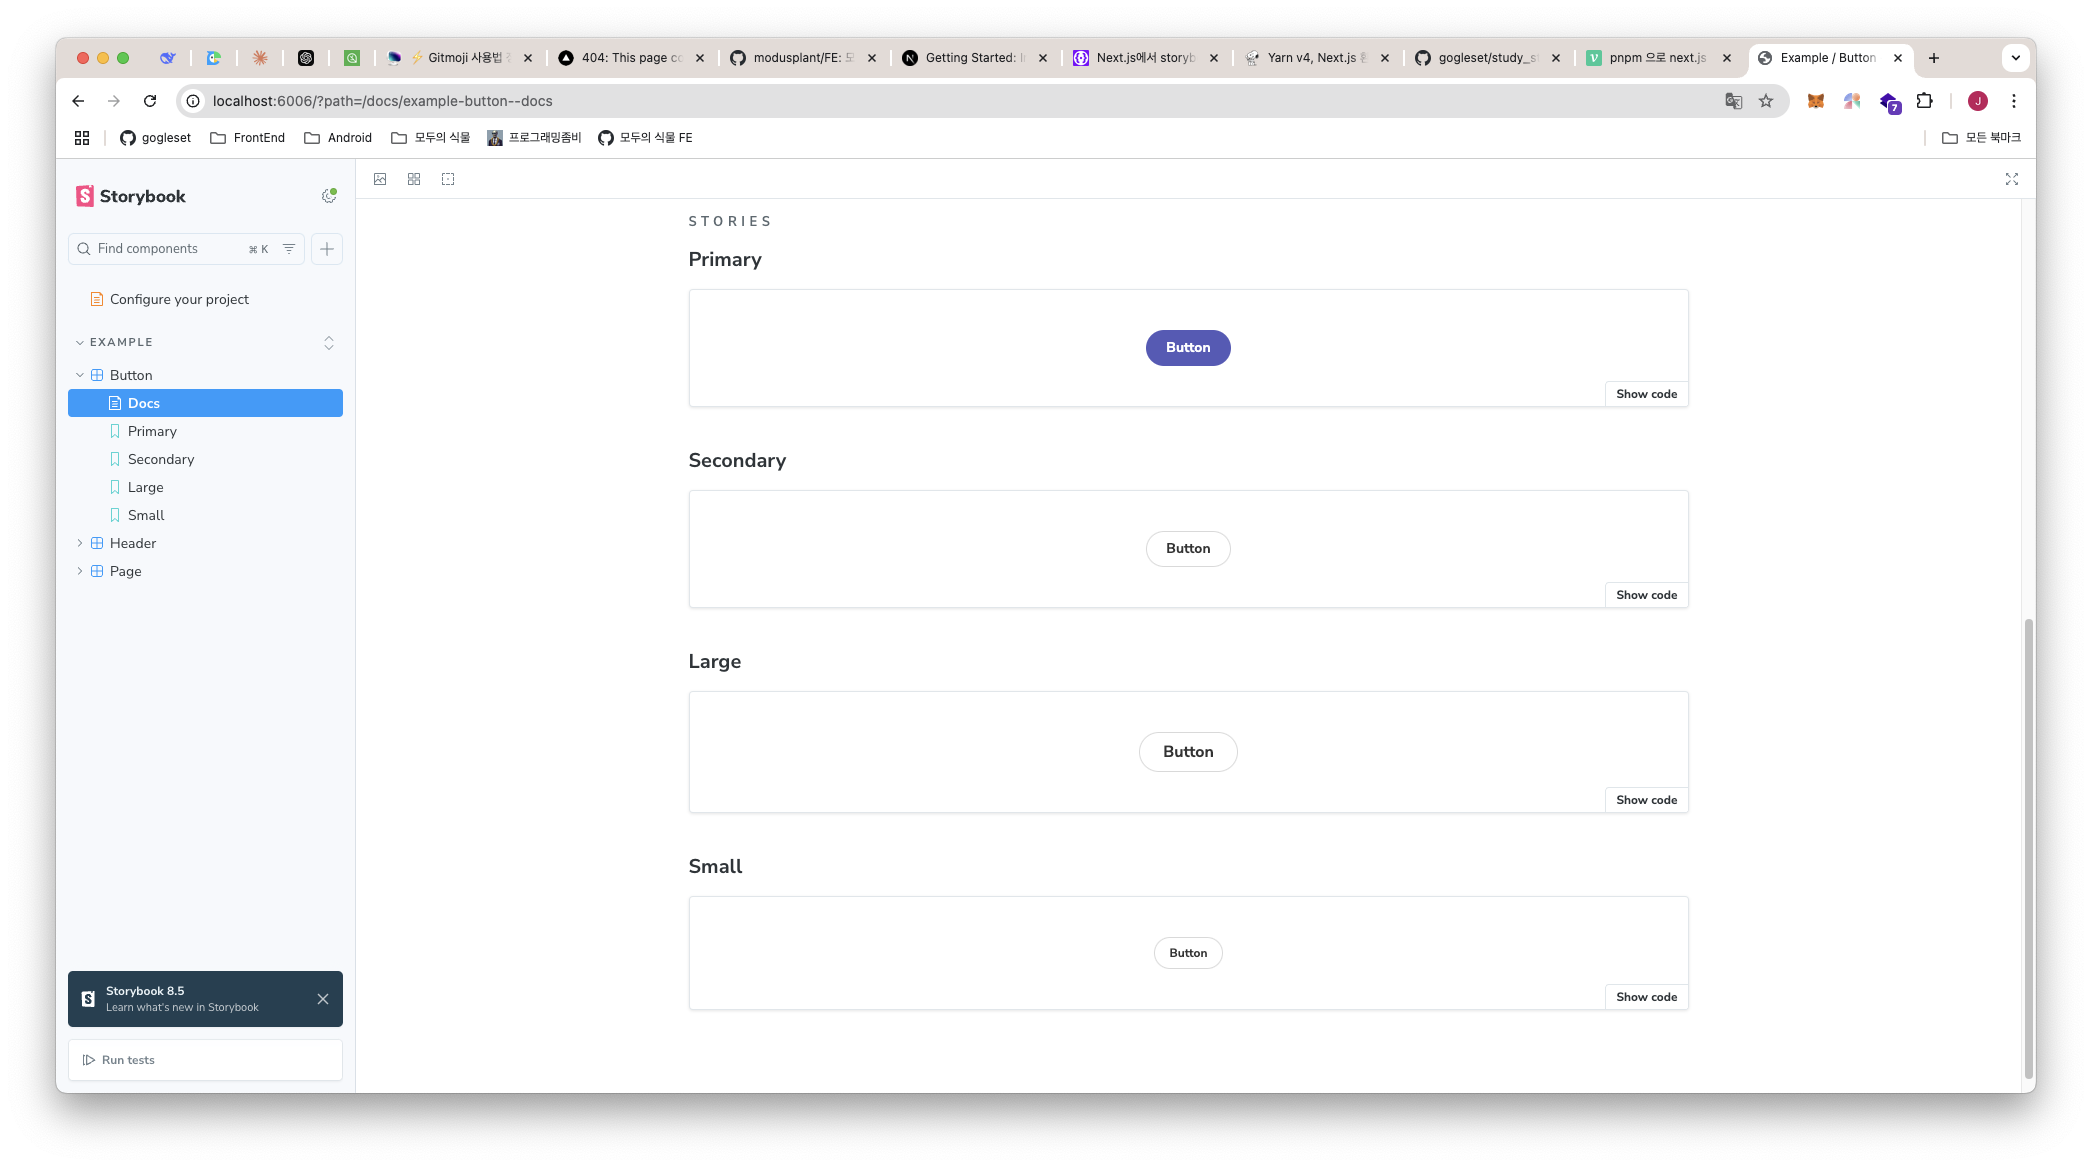 ⚡ Gitmoji 사용법
404: This page co
modusplant/FE: 모
Getting Started: I
Next.js에서 storyb
Yarn v4, Next.js
gogleset/study_s
pnpm 으로 next.js
Example / Button
localhost:6006/?path=/docs/example-button--docs
7
J
gogleset
FrontEnd
Android
모두의 식물
프로그래밍좀비
모두의 식물 FE
모든 북마크
Storybook
Find components
⌘ K
Configure your project
EXAMPLE
Button
Docs
Primary
Secondary
Large
Small
Header
Page
Storybook 8.5
Learn what's new in Storybook
Run tests
STORIES
Primary
Button
Show code
Secondary
Button
Show code
Large
Button
Show code
Small
Button
Show code